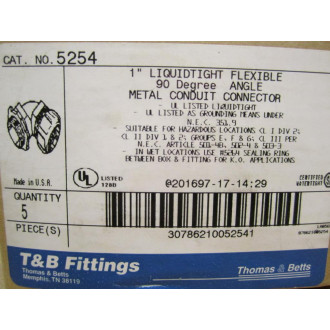 CAT. NO. 5254
1" LIQUIDTIGHT FLEXIBLE
90 Degree ANGLE
METAL CONDUIT CONNECTOR
- UL LISTED LIQUIDTIGHT
- UL LISTED AS GROUNDING MEANS UNDER
N.E.C. 351.9
- SUITABLE FOR HAZARDOUS LOCATIONS CL I DIV 2;
CL II DIV 1 & 2; GROUPS E, F & G; CL III PER
N.E.C. ARTICLE 501-4B, 502-4 & 503-3
- IN WET LOCATIONS USE #5264 SEALING RING
BETWEEN BOX & FITTING FOR K.O. APPLICATIONS
Made in U.S.A.
UL LISTED
QUANTITY
5
PIECE(S)
@201697-17-14:29
CERTIFIED
30786210052541
T&B Fittings
Thomas & Betts
Memphis, TN 38119
Thomas & Betts